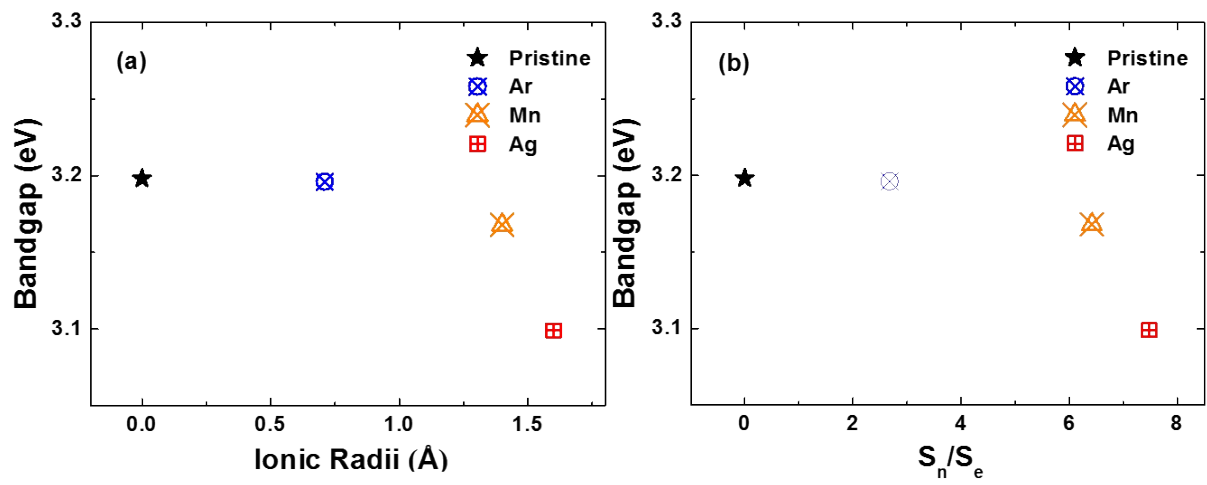 (a)
Pristine
Ar
Mn
Ag
3.3
3.2
3.1
Bandgap (eV)
0.0 0.5 1.0 1.5
Ionic Radii (Å)
(b)
Pristine
Ar
Mn
Ag
3.3
3.2
3.1
Bandgap (eV)
0 2 4 6 8
Sn/Se